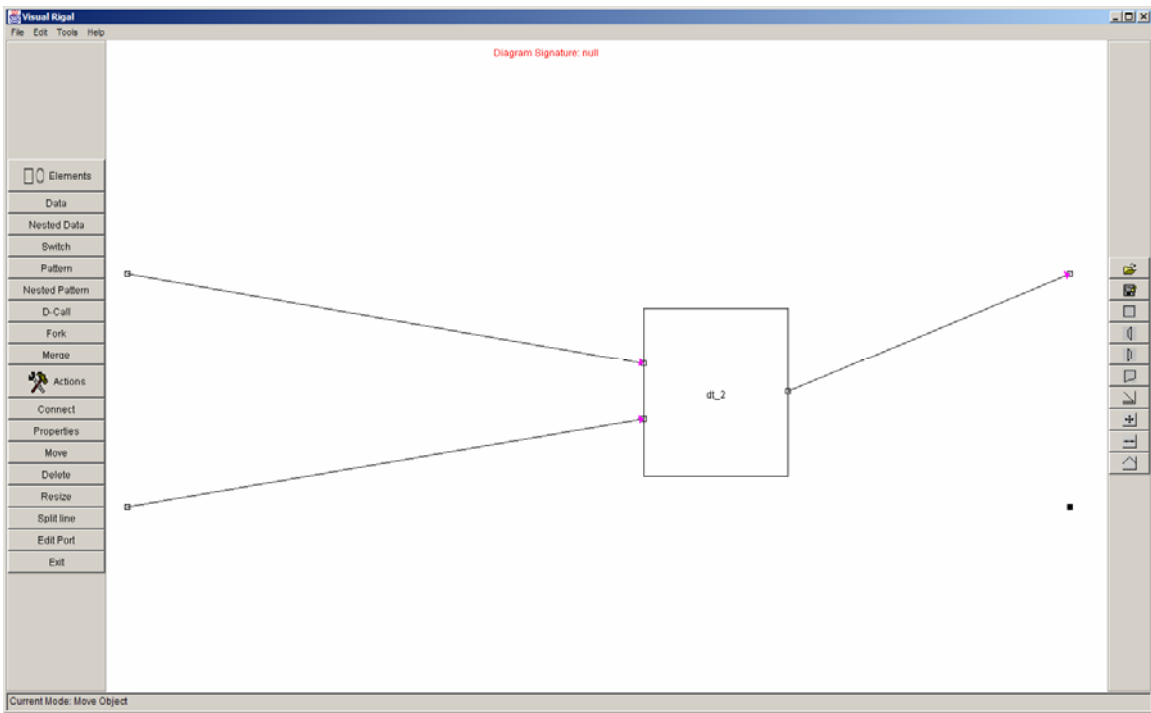 Visual Rigal
File Edit Tools Help
Diagram Signature: null
Elements
Data
Nested Data
Switch
Pattern
Nested Pattern
D-Call
Fork
Merge
Actions
Connect
Properties
Move
Delete
Resize
Split line
Edit Port
Exit
dt_2
Current Mode: Move Object